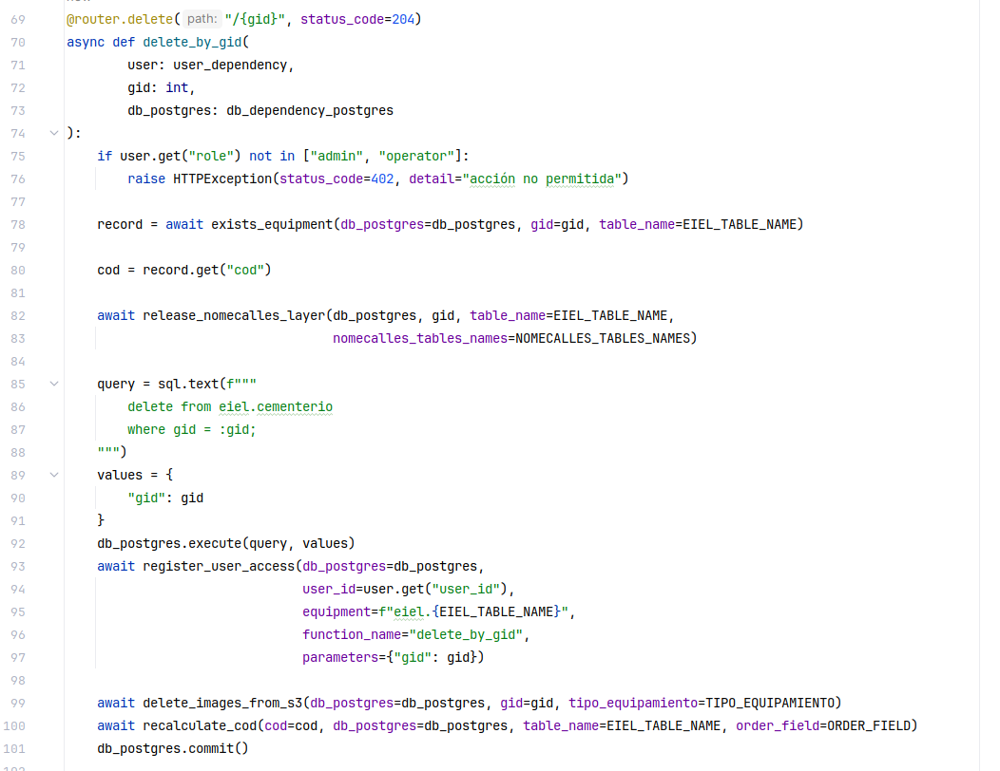 69 @router.delete( path: "/{gid}", status_code=204)
70 async def delete_by_gid(
71 user: user_dependency,
72 gid: int,
73 db_postgres: db_dependency_postgres
74 ):
75 if user.get("role") not in ["admin", "operator"]:
76 raise HTTPException(status_code=402, detail="acción no permitida")
77
78 record = await exists_equipment(db_postgres=db_postgres, gid=gid, table_name=EIEL_TABLE_NAME)
79
80 cod = record.get("cod")
81
82 await release_nomecalles_layer(db_postgres, gid, table_name=EIEL_TABLE_NAME,
83 nomecalles_tables_names=NOMECALLES_TABLES_NAMES)
84
85 query = sql.text(f"""
86 delete from eiel.cementerio
87 where gid = :gid;
88 """)
89 values = {
90 "gid": gid
91 }
92 db_postgres.execute(query, values)
93 await register_user_access(db_postgres=db_postgres,
94 user_id=user.get("user_id"),
95 equipment=f"eiel.{EIEL_TABLE_NAME}",
96 function_name="delete_by_gid",
97 parameters={"gid": gid})
98
99 await delete_images_from_s3(db_postgres=db_postgres, gid=gid, tipo_equipamiento=TIPO_EQUIPAMIENTO)
100 await recalculate_cod(cod=cod, db_postgres=db_postgres, table_name=EIEL_TABLE_NAME, order_field=ORDER_FIELD)
101 db_postgres.commit()